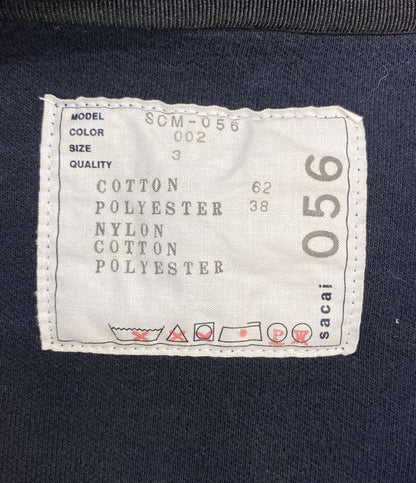 MODEL SCM-056
COLOR 002
SIZE 3
QUALITY
COTTON 62
POLYESTER 38
NYLON
COTTON
POLYESTER
P W
sacai 056